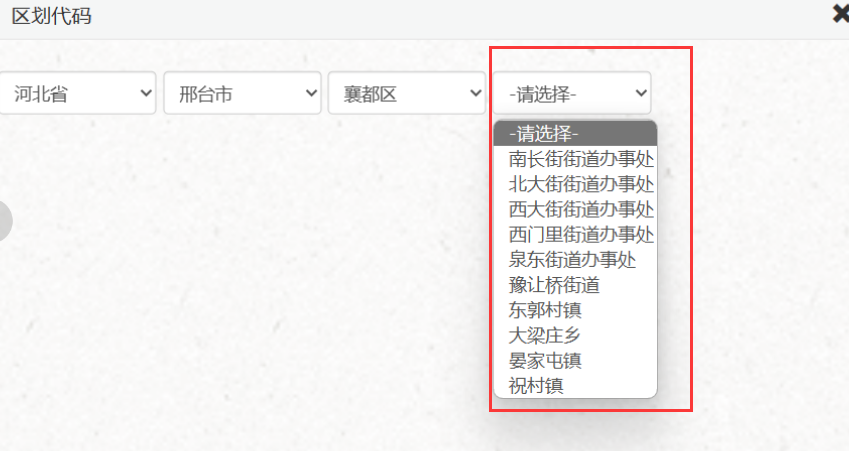 区划代码
河北省 邢台市 襄都区 -请选择-
-请选择-
南长街街道办事处
北大街街道办事处
西大街街道办事处
西门里街道办事处
泉东街道办事处
豫让桥街道
东郭村镇
大梁庄乡
晏家屯镇
祝村镇